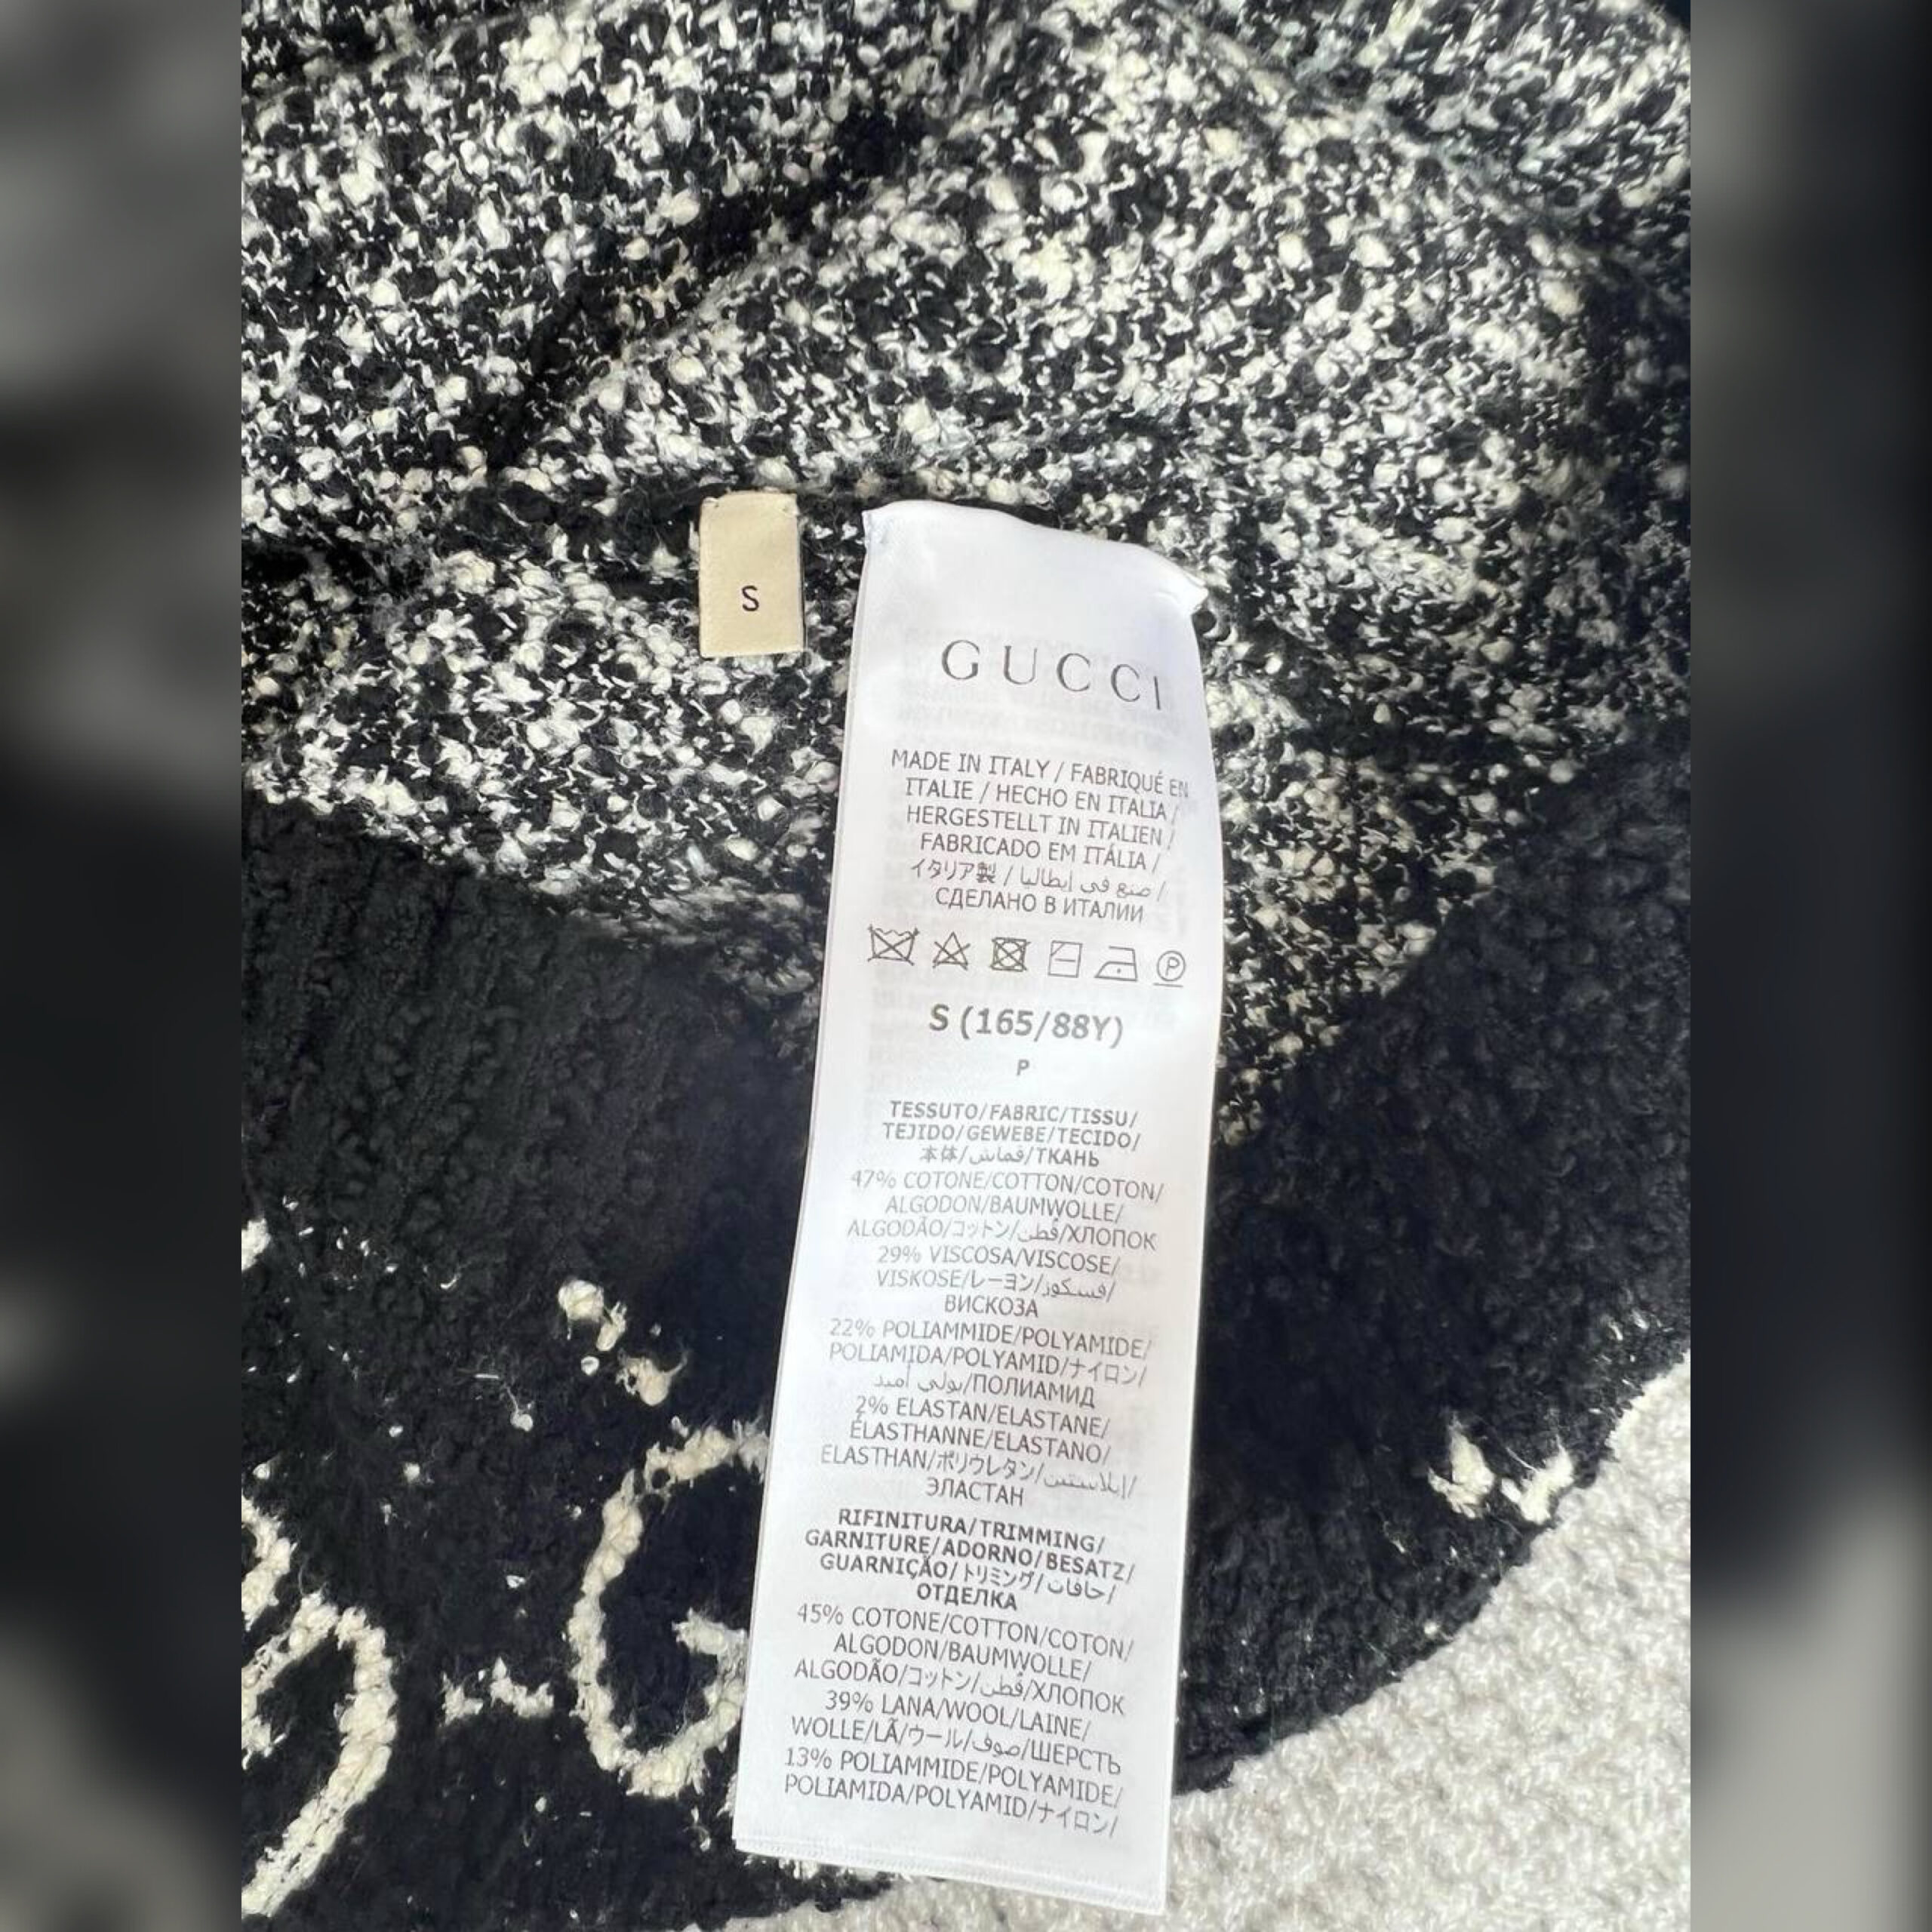 S
GUCCI
MADE IN ITALY / FABRIQUÉ EN
ITALIE / HECHO EN ITALIA /
HERGESTELLT IN ITALIEN /
FABRICADO EM ITÁLIA /
イタリア製 / صنع في إيطاليا /
СДЕЛАНО В ИТАЛИИ
P
S (165/88Y)
P
TESSUTO/FABRIC/TISSU/
TEJIDO/GEWEBE/TECIDO/
本体/قماش/ТКАНЬ
47% COTONE/COTTON/COTON/
ALGODON/BAUMWOLLE/
ALGODÃO/コットン/قطن/ХЛОПОК
29% VISCOSA/VISCOSE/
VISKOSE/レーヨン/فسكوز/
ВИСКОЗА
22% POLIAMMIDE/POLYAMIDE/
POLIAMIDA/POLYAMID/ナイロン/
بولي أميد/ПОЛИАМИД
2% ELASTAN/ELASTANE/
ÉLASTHANNE/ELASTANO/
ELASTHAN/ポリウレタン/إيلاستين/
ЭЛАСТАН
RIFINITURA/TRIMMING/
GARNITURE/ADORNO/BESATZ/
GUARNIÇÃO/トリミング/حافات/
ОТДЕЛКА
45% COTONE/COTTON/COTON/
ALGODON/BAUMWOLLE/
ALGODÃO/コットン/قطن/ХЛОПОК
39% LANA/WOOL/LAINE/
WOLLE/LÃ/ウール/صوف/ШЕРСТЬ
13% POLIAMMIDE/POLYAMIDE/
POLIAMIDA/POLYAMID/ナイロン/
G